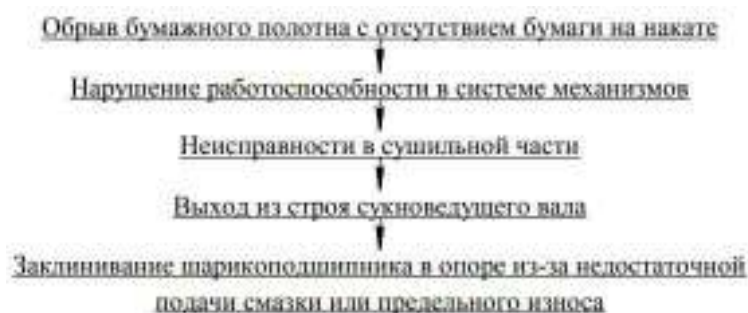 Обрыв бумажного полотна с отсутствием бумаги на накате
Нарушение работоспособности в системе механизмов
Неисправности в сушильной части
Выход из строя сукноведущего вала
Заклинивание шарикоподшипника в опоре из-за недостаточной
подачи смазки или предельного износа